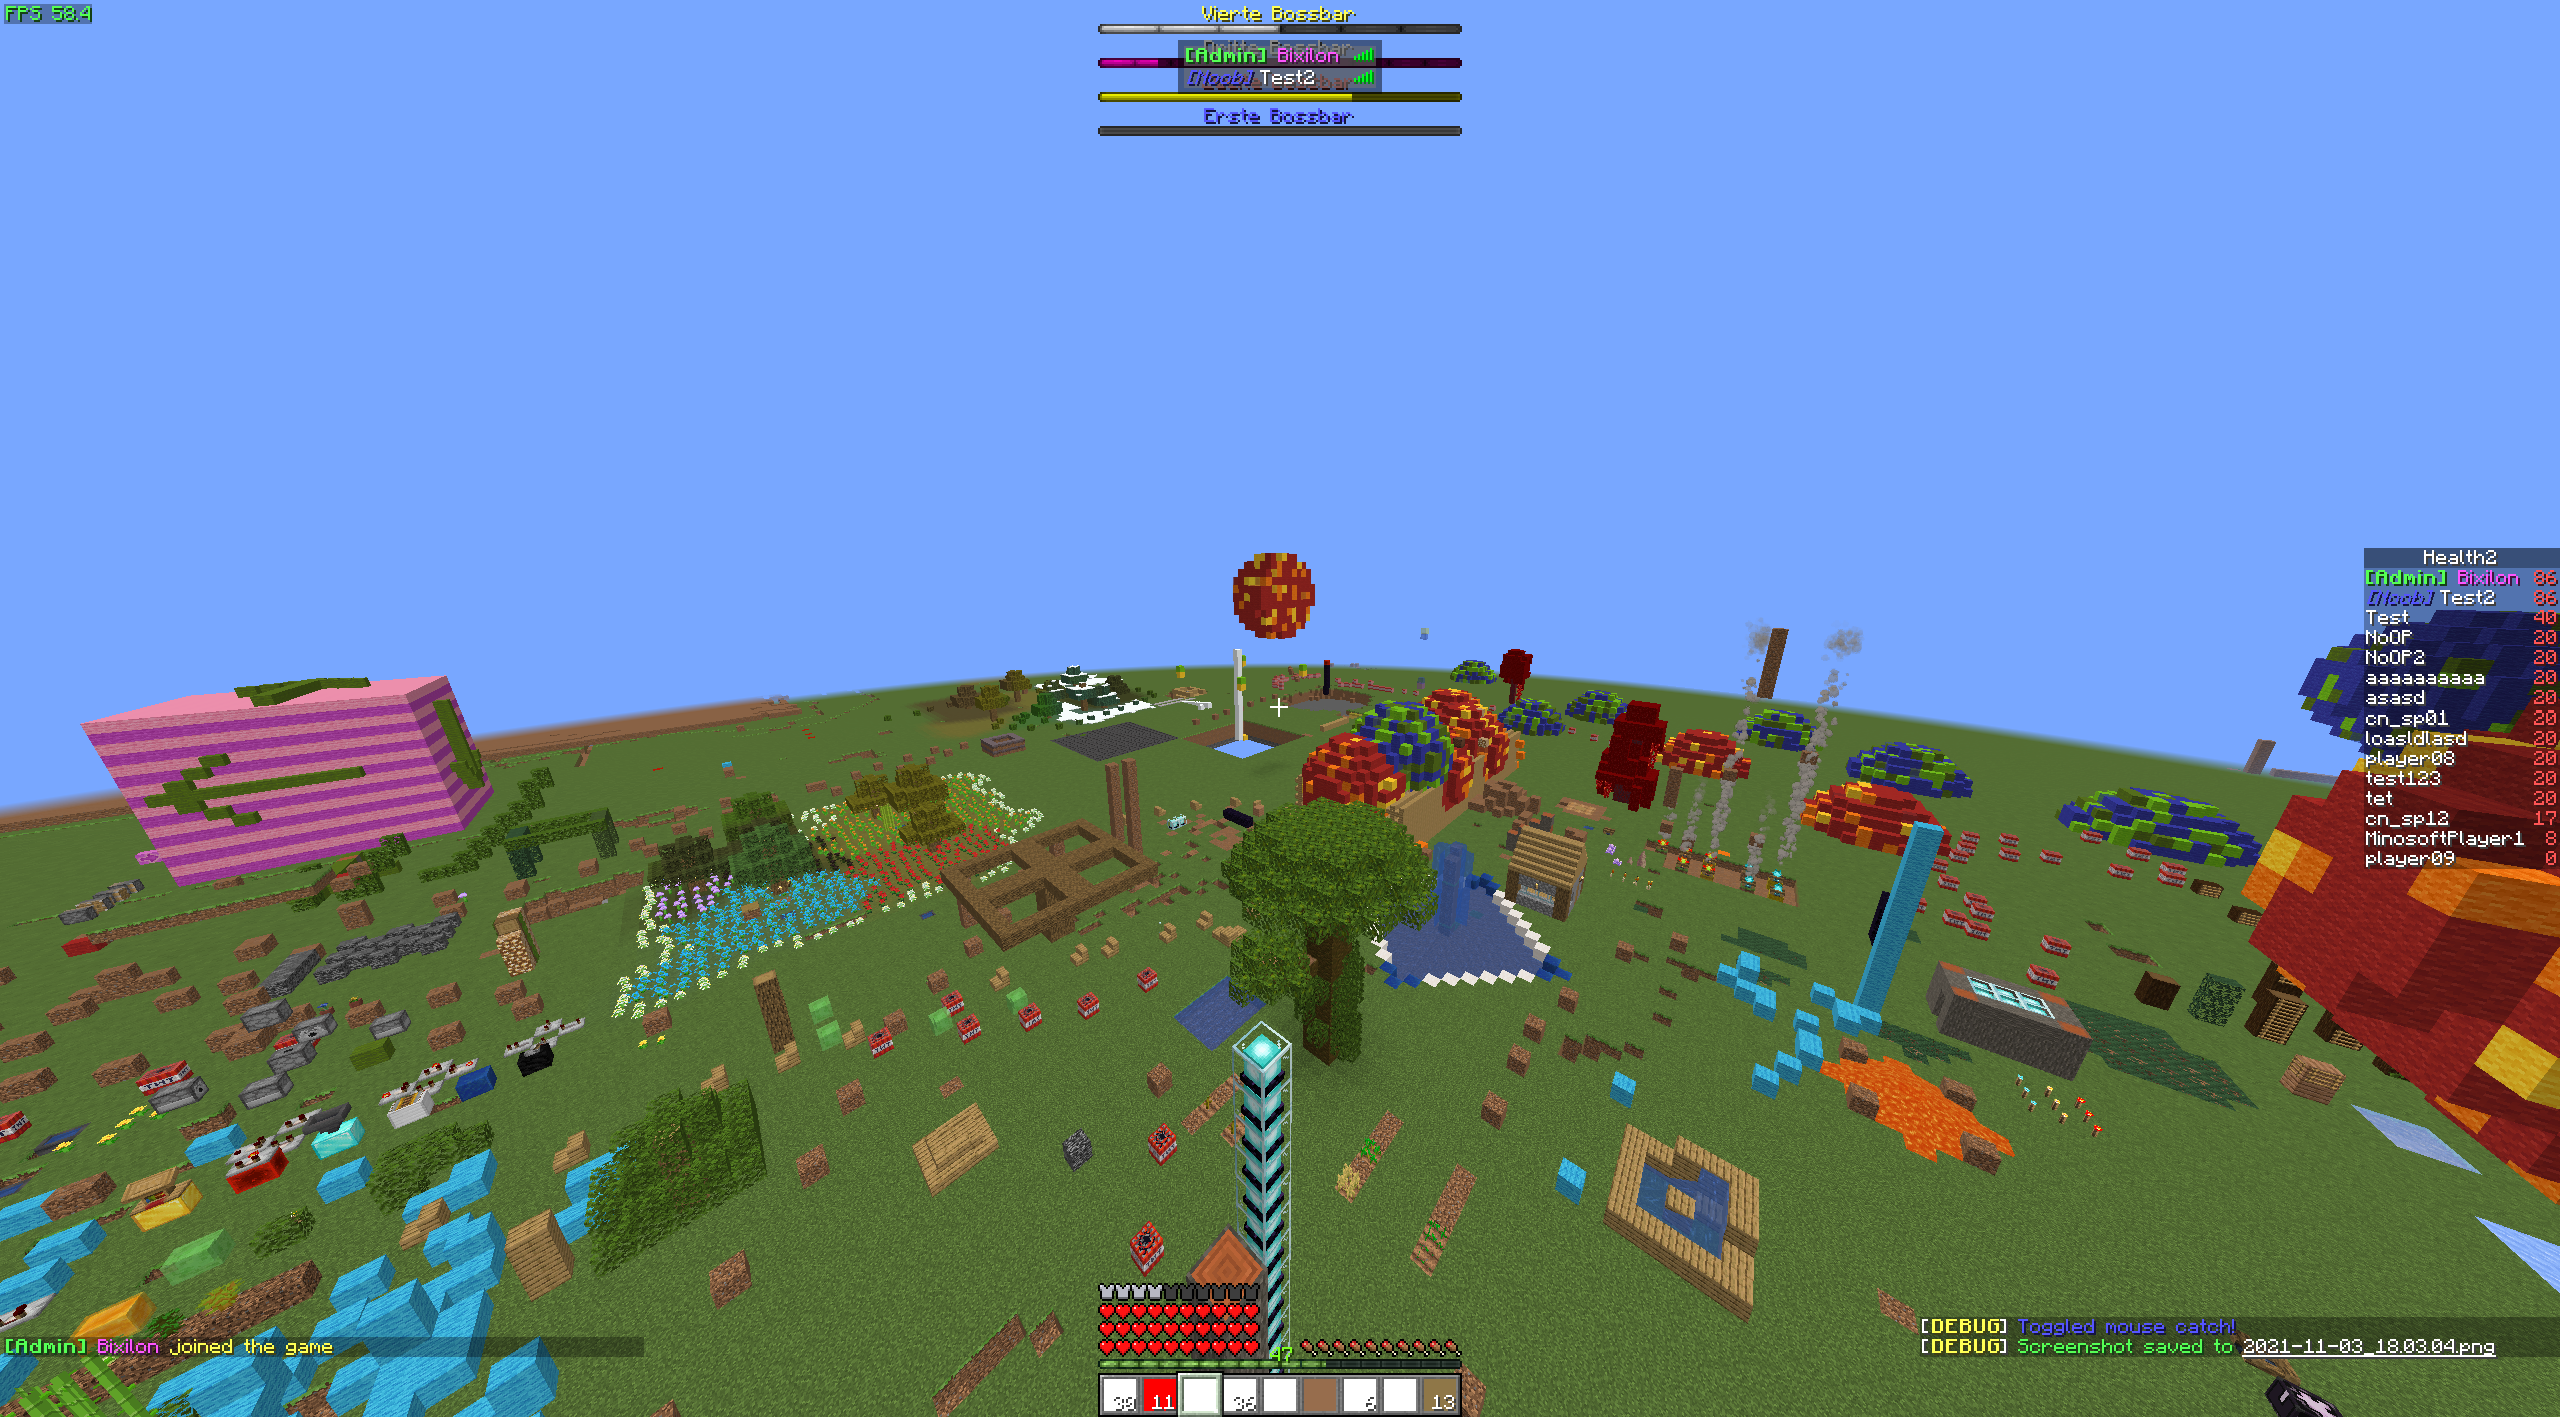 FPS 58.4
Vierte Bossbar
[Admin] Bixilon
[Noob] Test2
Erste Bossbar
Health2
[Admin] Bixilon 86
[Noob] Test2 86
Test 40
NoOP 20
NoOP2 20
aaaaaaaaaa 20
asasd 20
cn_sp01 20
loasldlasd 20
player08 20
test123 20
tet 20
cn_sp12 17
MinosoftPlayer1 8
player09 0
[DEBUG] Toggled mouse catch!
[Admin] Bixilon joined the game
[DEBUG] Screenshot saved to 2021-11-03_18.03.04.png
47
11 36 6 13